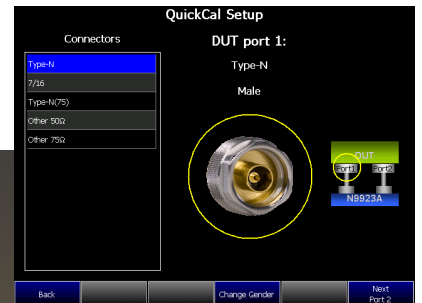 QuickCal Setup
Connectors
DUT port 1:
Type-N
7/16
Type-N(75)
Other 50Ω
Other 75Ω
Type-N
Male
DUT
Port1 Port2
N9923A
Back
Change Gender
Next
Port 2